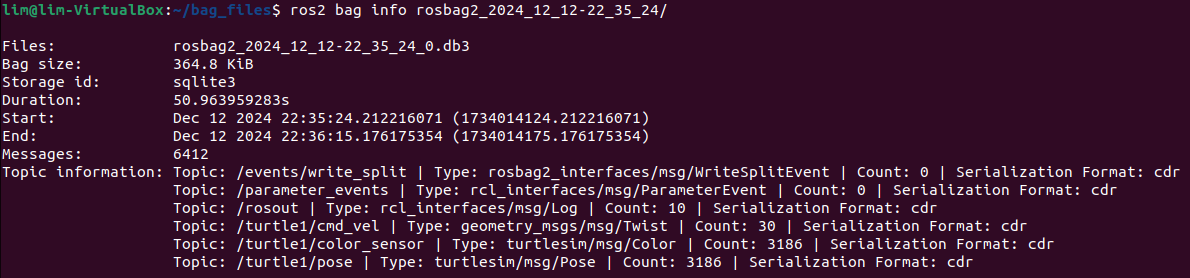 lim@lim-VirtualBox:~/bag_files$ ros2 bag info rosbag2_2024_12_12-22_35_24/
Files: rosbag2_2024_12_12-22_35_24_0.db3
Bag size: 364.8 KiB
Storage id: sqlite3
Duration: 50.963959283s
Start: Dec 12 2024 22:35:24.212216071 (1734014124.212216071)
End: Dec 12 2024 22:36:15.176175354 (1734014175.176175354)
Messages: 6412
Topic information: Topic: /events/write_split | Type: rosbag2_interfaces/msg/WriteSplitEvent | Count: 0 | Serialization Format: cdr
Topic: /parameter_events | Type: rcl_interfaces/msg/ParameterEvent | Count: 0 | Serialization Format: cdr
Topic: /rosout | Type: rcl_interfaces/msg/Log | Count: 10 | Serialization Format: cdr
Topic: /turtle1/cmd_vel | Type: geometry_msgs/msg/Twist | Count: 30 | Serialization Format: cdr
Topic: /turtle1/color_sensor | Type: turtlesim/msg/Color | Count: 3186 | Serialization Format: cdr
Topic: /turtle1/pose | Type: turtlesim/msg/Pose | Count: 3186 | Serialization Format: cdr